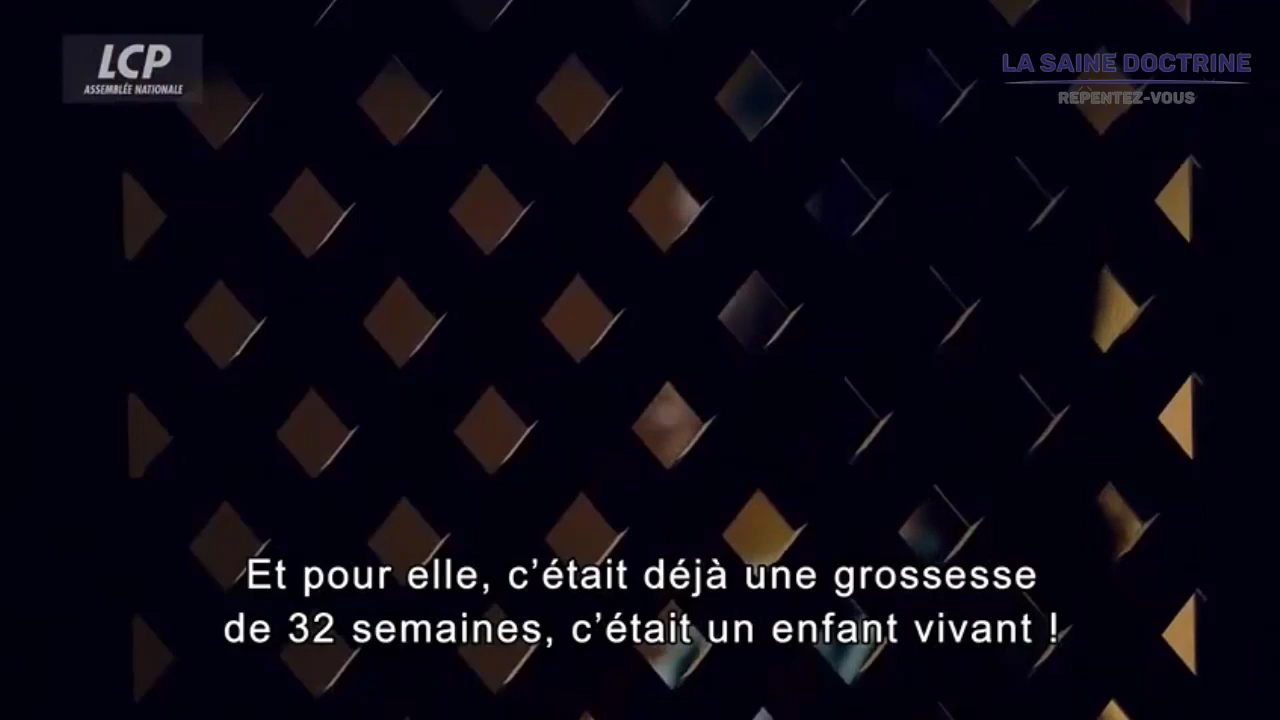 LCP
ASSEMBLÉE NATIONALE
LA SAINE DOCTRINE
REPENTEZ-VOUS
Et pour elle, c’était déjà une grossesse
de 32 semaines, c’était un enfant vivant !